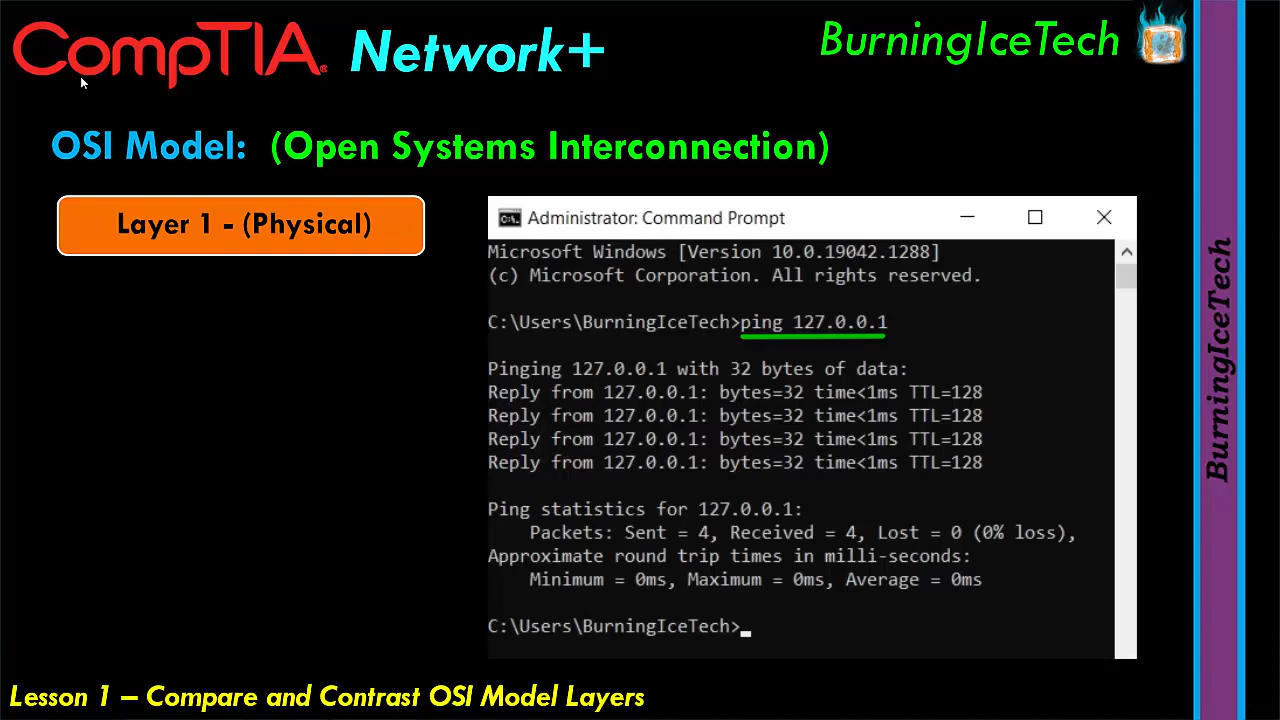 CompTIA® Network+
BurningIceTech
OSI Model: (Open Systems Interconnection)
Layer 1 - (Physical)
C:\. Administrator: Command Prompt
Microsoft Windows [Version 10.0.19042.1288]
(c) Microsoft Corporation. All rights reserved.
C:\Users\BurningIceTech>ping 127.0.0.1
Pinging 127.0.0.1 with 32 bytes of data:
Reply from 127.0.0.1: bytes=32 time<1ms TTL=128
Reply from 127.0.0.1: bytes=32 time<1ms TTL=128
Reply from 127.0.0.1: bytes=32 time<1ms TTL=128
Reply from 127.0.0.1: bytes=32 time<1ms TTL=128
Ping statistics for 127.0.0.1:
Packets: Sent = 4, Received = 4, Lost = 0 (0% loss),
Approximate round trip times in milli-seconds:
Minimum = 0ms, Maximum = 0ms, Average = 0ms
C:\Users\BurningIceTech>
BurningIceTech
Lesson 1 – Compare and Contrast OSI Model Layers